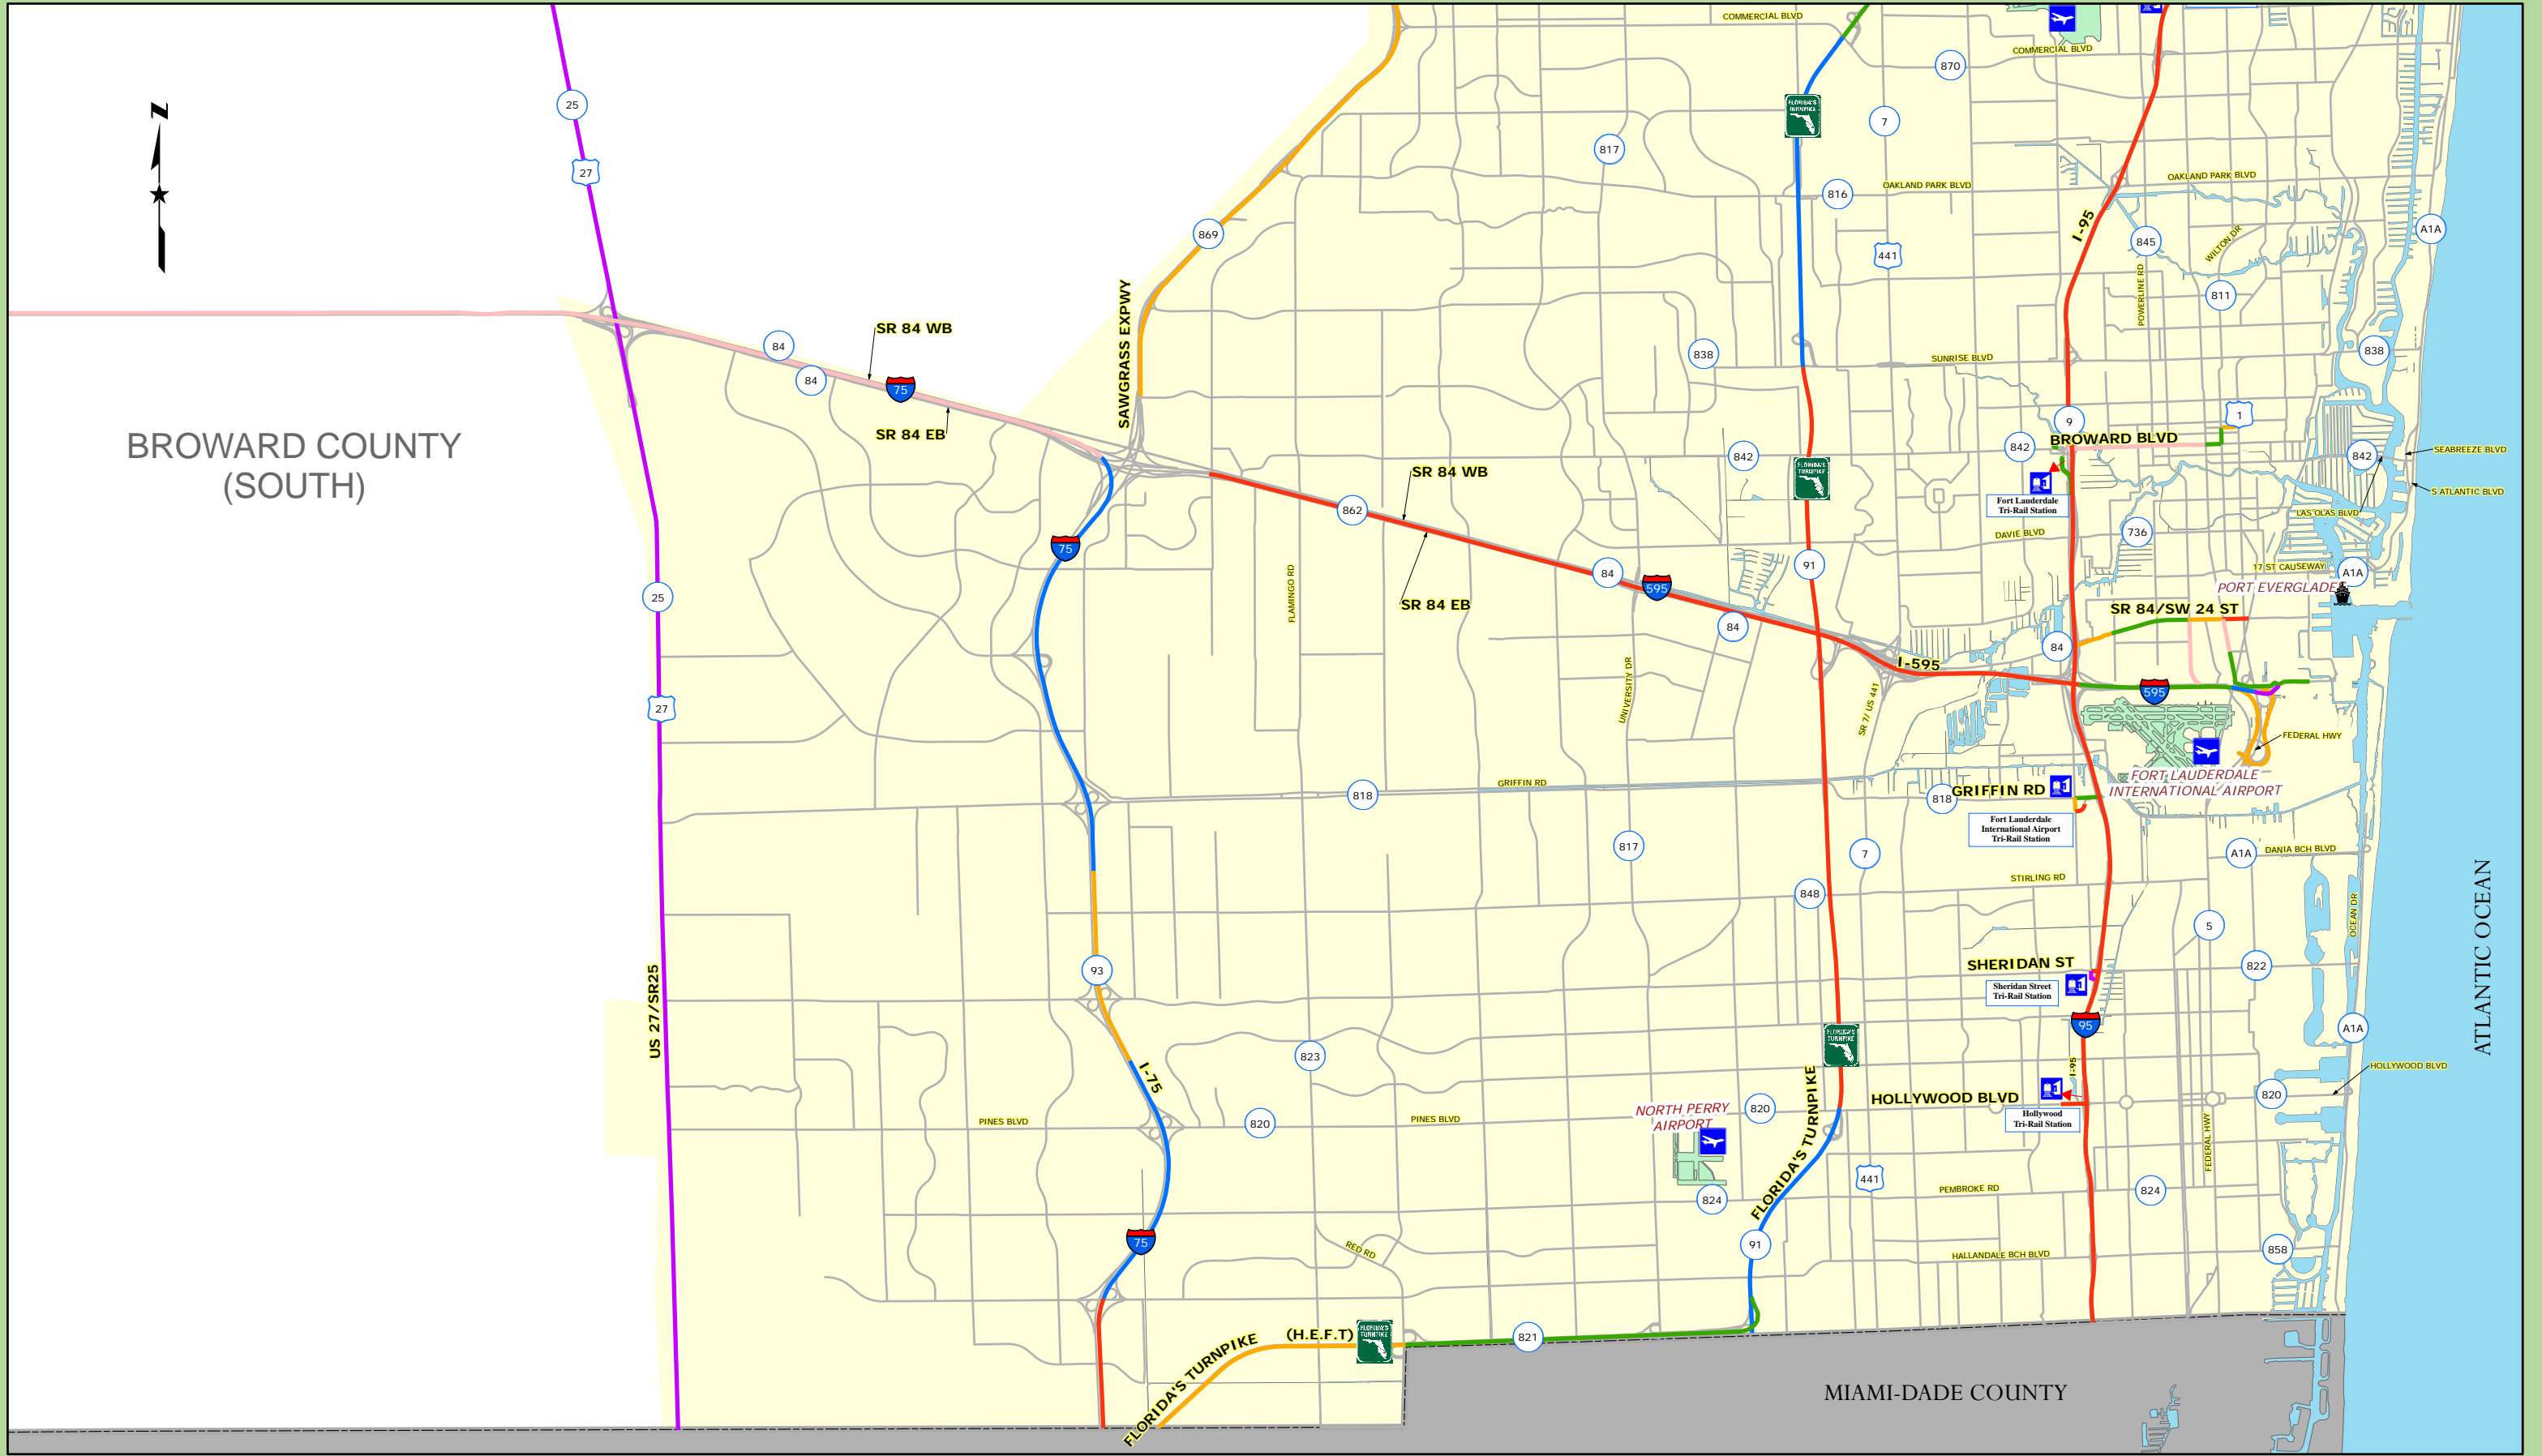 COMMERCIAL BLVD
COMMERCIAL BLVD
870
25
7
27
817
816
OAKLAND PARK BLVD
OAKLAND PARK BLVD
FLORIDA'S
TURNPIKE
869
I-95
845
WILTON DR
A1A
441
POWERLINE RD
811
SAWGRASS EXPWY
SR 84 WB
84
84
75
SR 84 EB
838
SUNRISE BLVD
838
9
1
BROWARD BLVD
842
842
842
SEABREEZE BLVD
S ATLANTIC BLVD
LAS OLAS BLVD
BROWARD COUNTY
(SOUTH)
SR 84 WB
FLORIDA'S
TURNPIKE
Fort Lauderdale
Tri-Rail Station
862
75
DAVIE BLVD
736
91
17 ST CAUSEWAY
A1A
84
595
PORT EVERGLADES
25
FLAMINGO RD
SR 84 EB
SR 84/SW 24 ST
84
84
I-595
595
27
UNIVERSITY DR
SR 7/ US 441
FEDERAL HWY
FORT LAUDERDALE
INTERNATIONAL AIRPORT
GRIFFIN RD
818
818
GRIFFIN RD
Fort Lauderdale
International Airport
Tri-Rail Station
817
7
A1A
DANIA BCH BLVD
STIRLING RD
848
OCEAN DR
5
ATLANTIC OCEAN
SHERIDAN ST
822
93
Sheridan Street
Tri-Rail Station
US 27/SR25
95
A1A
FLORIDA'S
TURNPIKE
823
I-75
I-95
HOLLYWOOD BLVD
HOLLYWOOD BLVD
820
NORTH PERRY
AIRPORT
820
820
PINES BLVD
PINES BLVD
Hollywood
Tri-Rail Station
FEDERAL HWY
FLORIDA'S TURNPIKE
441
PEMBROKE RD
824
824
75
RED RD
91
HALLANDALE BCH BLVD
858
FLORIDA'S TURNPIKE
(H.E.F.T)
FLORIDA'S
TURNPIKE
821
MIAMI-DADE COUNTY
N